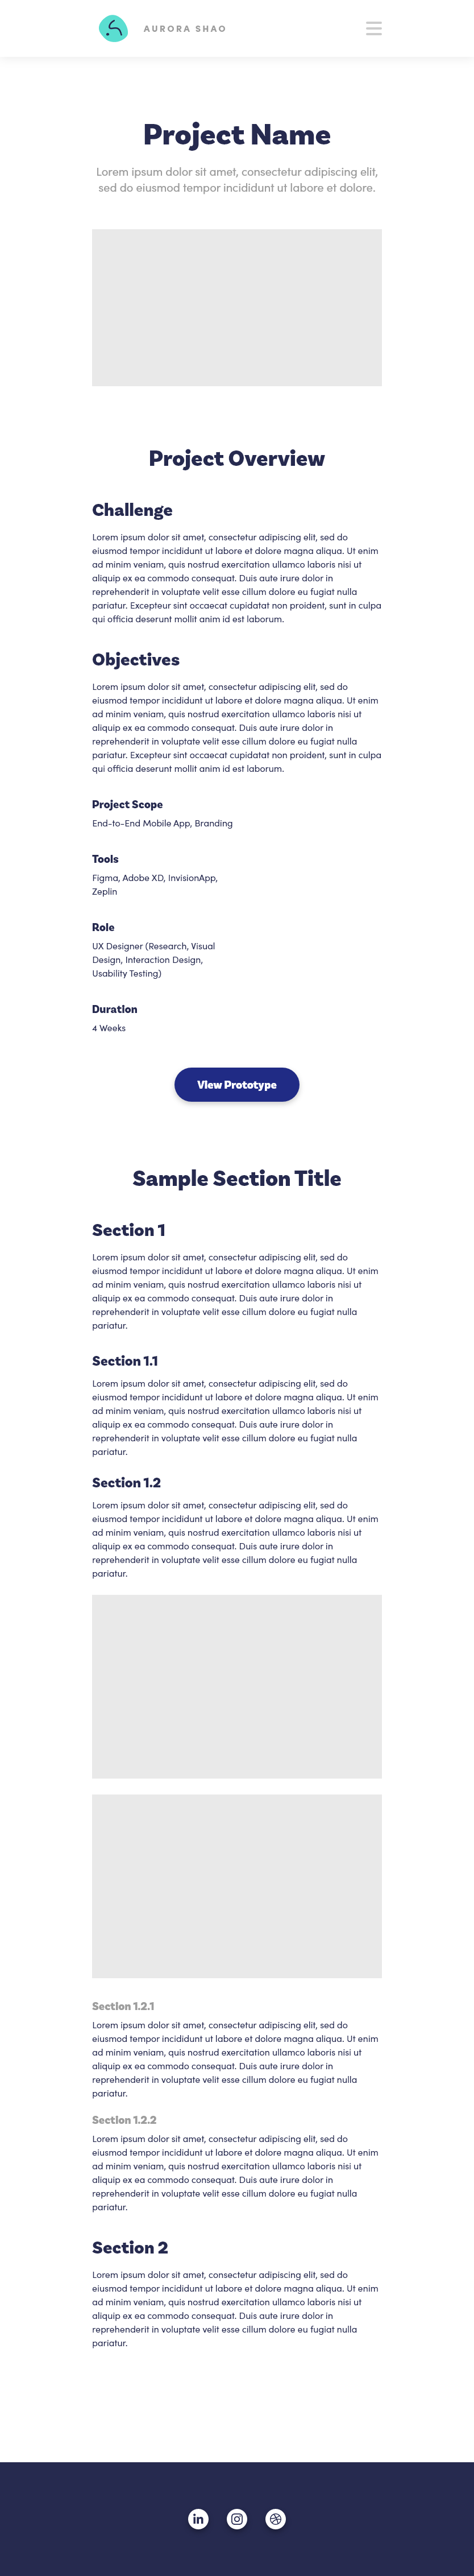 AURORA SHAO
Project Name
Lorem ipsum dolor sit amet, consectetur adipiscing elit,
sed do eiusmod tempor incididunt ut labore et dolore.
Project Overview
Challenge
Lorem ipsum dolor sit amet, consectetur adipiscing elit, sed do
eiusmod tempor incididunt ut labore et dolore magna aliqua. Ut enim
ad minim veniam, quis nostrud exercitation ullamco laboris nisi ut
aliquip ex ea commodo consequat. Duis aute irure dolor in
reprehenderit in voluptate velit esse cillum dolore eu fugiat nulla
pariatur. Excepteur sint occaecat cupidatat non proident, sunt in culpa
qui officia deserunt mollit anim id est laborum.
Objectives
Lorem ipsum dolor sit amet, consectetur adipiscing elit, sed do
eiusmod tempor incididunt ut labore et dolore magna aliqua. Ut enim
ad minim veniam, quis nostrud exercitation ullamco laboris nisi ut
aliquip ex ea commodo consequat. Duis aute irure dolor in
reprehenderit in voluptate velit esse cillum dolore eu fugiat nulla
pariatur. Excepteur sint occaecat cupidatat non proident, sunt in culpa
qui officia deserunt mollit anim id est laborum.
Project Scope
End-to-End Mobile App, Branding
Tools
Figma, Adobe XD, InvisionApp,
Zeplin
Role
UX Designer (Research, Visual
Design, Interaction Design,
Usability Testing)
Duration
4 Weeks
View Prototype
Sample Section Title
Section 1
Lorem ipsum dolor sit amet, consectetur adipiscing elit, sed do
eiusmod tempor incididunt ut labore et dolore magna aliqua. Ut enim
ad minim veniam, quis nostrud exercitation ullamco laboris nisi ut
aliquip ex ea commodo consequat. Duis aute irure dolor in
reprehenderit in voluptate velit esse cillum dolore eu fugiat nulla
pariatur.
Section 1.1
Lorem ipsum dolor sit amet, consectetur adipiscing elit, sed do
eiusmod tempor incididunt ut labore et dolore magna aliqua. Ut enim
ad minim veniam, quis nostrud exercitation ullamco laboris nisi ut
aliquip ex ea commodo consequat. Duis aute irure dolor in
reprehenderit in voluptate velit esse cillum dolore eu fugiat nulla
pariatur.
Section 1.2
Lorem ipsum dolor sit amet, consectetur adipiscing elit, sed do
eiusmod tempor incididunt ut labore et dolore magna aliqua. Ut enim
ad minim veniam, quis nostrud exercitation ullamco laboris nisi ut
aliquip ex ea commodo consequat. Duis aute irure dolor in
reprehenderit in voluptate velit esse cillum dolore eu fugiat nulla
pariatur.
Section 1.2.1
Lorem ipsum dolor sit amet, consectetur adipiscing elit, sed do
eiusmod tempor incididunt ut labore et dolore magna aliqua. Ut enim
ad minim veniam, quis nostrud exercitation ullamco laboris nisi ut
aliquip ex ea commodo consequat. Duis aute irure dolor in
reprehenderit in voluptate velit esse cillum dolore eu fugiat nulla
pariatur.
Section 1.2.2
Lorem ipsum dolor sit amet, consectetur adipiscing elit, sed do
eiusmod tempor incididunt ut labore et dolore magna aliqua. Ut enim
ad minim veniam, quis nostrud exercitation ullamco laboris nisi ut
aliquip ex ea commodo consequat. Duis aute irure dolor in
reprehenderit in voluptate velit esse cillum dolore eu fugiat nulla
pariatur.
Section 2
Lorem ipsum dolor sit amet, consectetur adipiscing elit, sed do
eiusmod tempor incididunt ut labore et dolore magna aliqua. Ut enim
ad minim veniam, quis nostrud exercitation ullamco laboris nisi ut
aliquip ex ea commodo consequat. Duis aute irure dolor in
reprehenderit in voluptate velit esse cillum dolore eu fugiat nulla
pariatur.
in